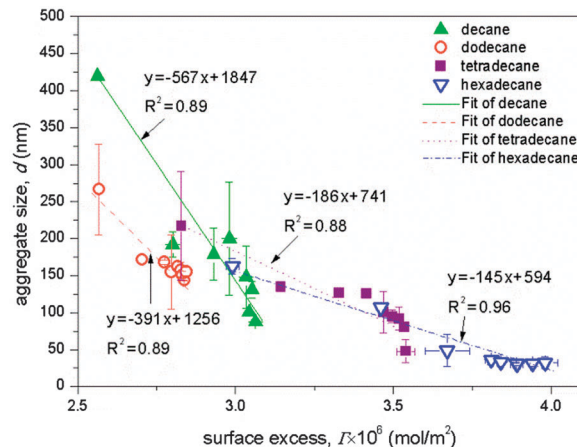 500
450
400
350
300
250
200
150
100
50
0
aggregate size, d (nm)
y=-567x+1847
R²=0.89
decane
dodecane
tetradecane
hexadecane
Fit of decane
Fit of dodecane
Fit of tetradecane
Fit of hexadecane
y=-186x+741
R²=0.88
y=-145x+594
R²=0.96
y=-391x+1256
R²=0.89
2.5
3.0
3.5
4.0
surface excess, Γ×10⁶ (mol/m²)